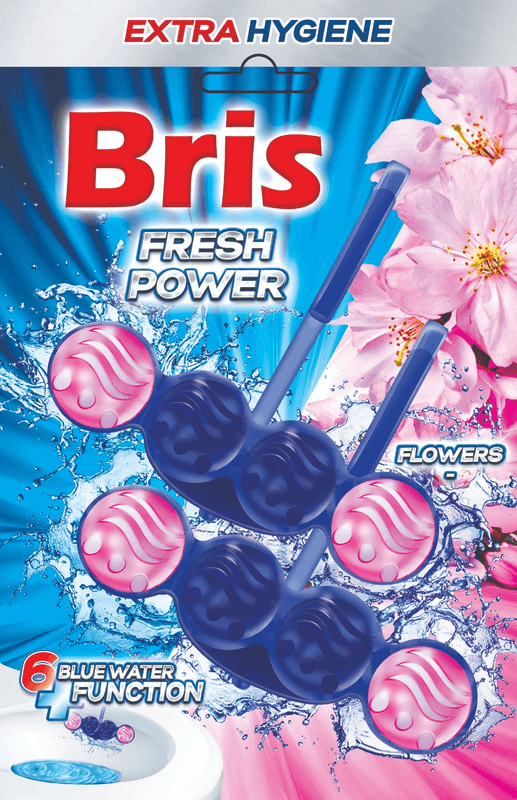 EXTRA HYGIENE
Bris
FRESH
POWER
FLOWERS
-
6+ BLUE WATER
FUNCTION